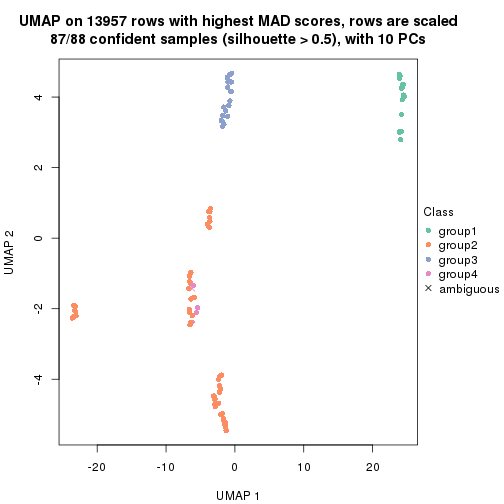 UMAP on 13957 rows with highest MAD scores, rows are scaled
87/88 confident samples (silhouette > 0.5), with 10 PCs
4
2
0
-2
-4
UMAP 2
-20
-10
0
10
20
UMAP 1
Class
group1
group2
group3
group4
ambiguous